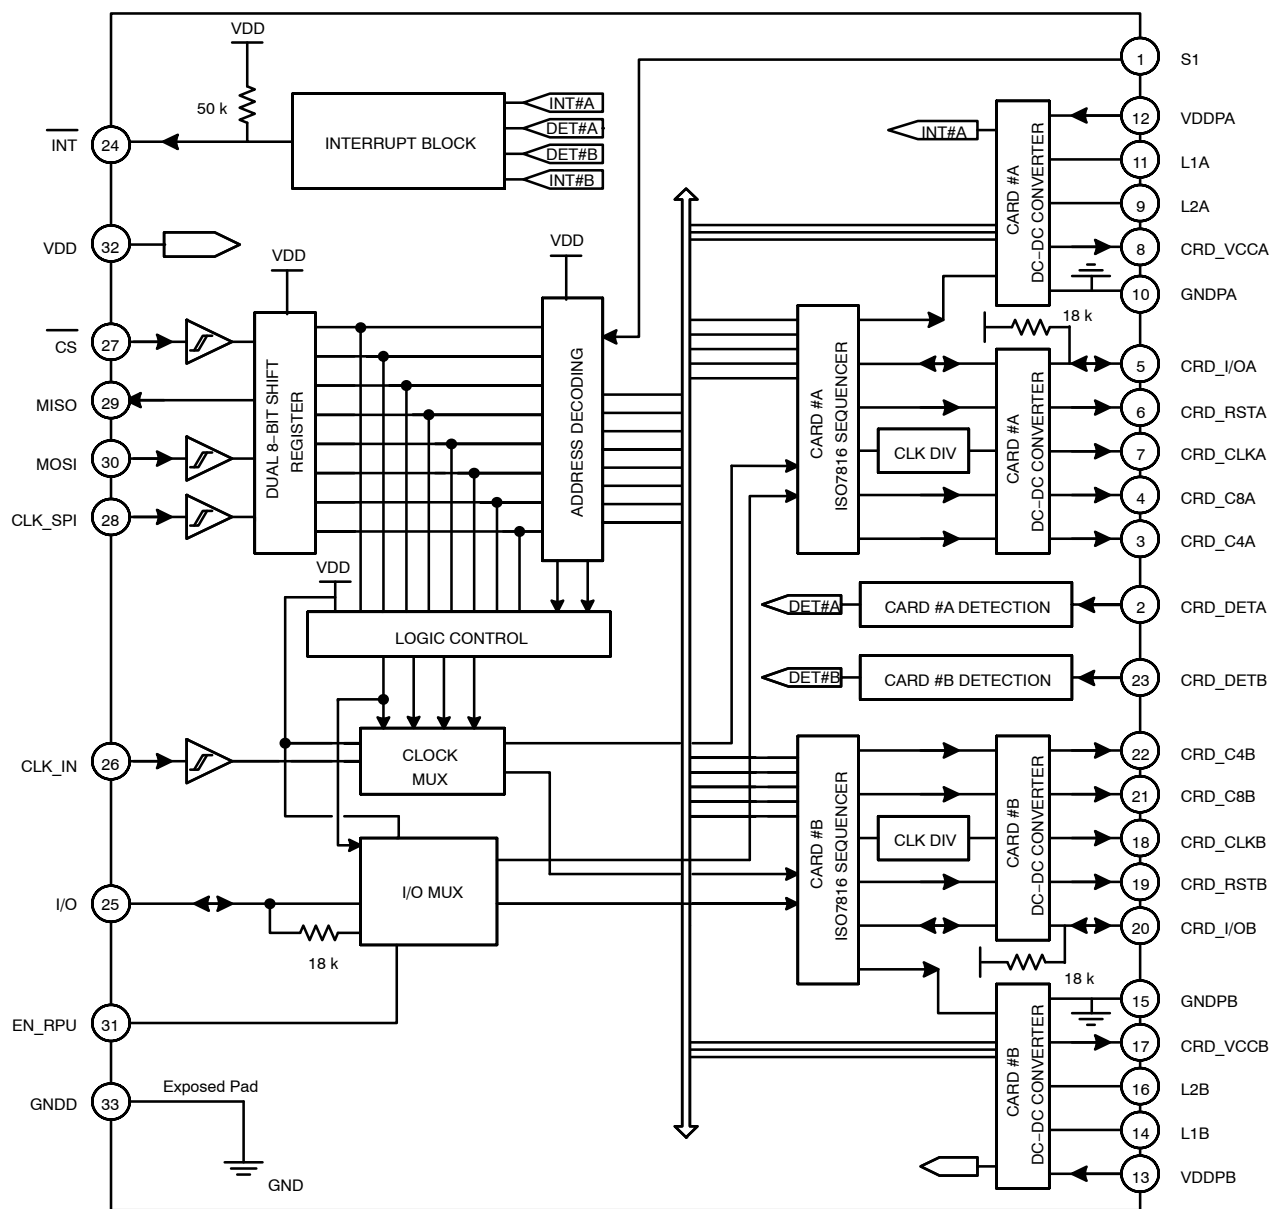 VDD
50 k
INT
24
INTERRUPT BLOCK
INT#A
DET#A
DET#B
INT#B
VDD
32
VDD
VDD
CS
27
MISO
29
MOSI
30
CLK_SPI
28
DUAL 8−BIT SHIFT
REGISTER
ADDRESS DECODING
VDD
LOGIC CONTROL
CLK_IN
26
CLOCK
MUX
I/O
25
18 k
I/O MUX
EN_RPU
31
GNDD
33
Exposed Pad
GND
1
S1
INT#A
CARD #A
DC−DC CONVERTER
12
VDDPA
11
L1A
9
L2A
8
CRD_VCCA
10
GNDPA
18 k
CARD #A
ISO7816 SEQUENCER
CLK DIV
CARD #A
DC−DC CONVERTER
5
CRD_I/OA
6
CRD_RSTA
7
CRD_CLKA
4
CRD_C8A
3
CRD_C4A
DET#A
CARD #A DETECTION
2
CRD_DETA
DET#B
CARD #B DETECTION
23
CRD_DETB
CARD #B
ISO7816 SEQUENCER
CLK DIV
CARD #B
DC−DC CONVERTER
22
CRD_C4B
21
CRD_C8B
18
CRD_CLKB
19
CRD_RSTB
20
CRD_I/OB
18 k
CARD #B
DC−DC CONVERTER
15
GNDPB
17
CRD_VCCB
16
L2B
14
L1B
13
VDDPB